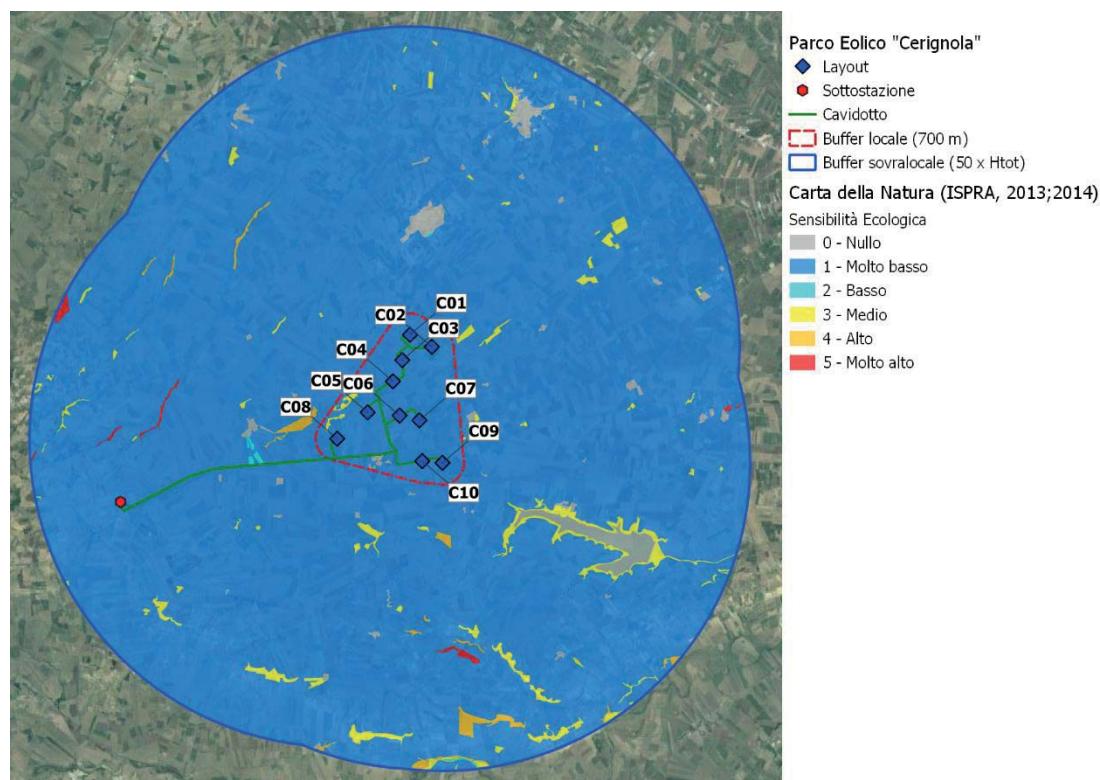 Parco Eolico "Cerignola"
Layout
Sottostazione
Cavidotto
Buffer locale (700 m)
Buffer sovralocale (50 x Htot)
Carta della Natura (ISPRA, 2013;2014)
Sensibilità Ecologica
0 - Nullo
1 - Molto basso
2 - Basso
3 - Medio
4 - Alto
5 - Molto alto
C01
C02
C03
C04
C05
C06
C07
C08
C09
C10